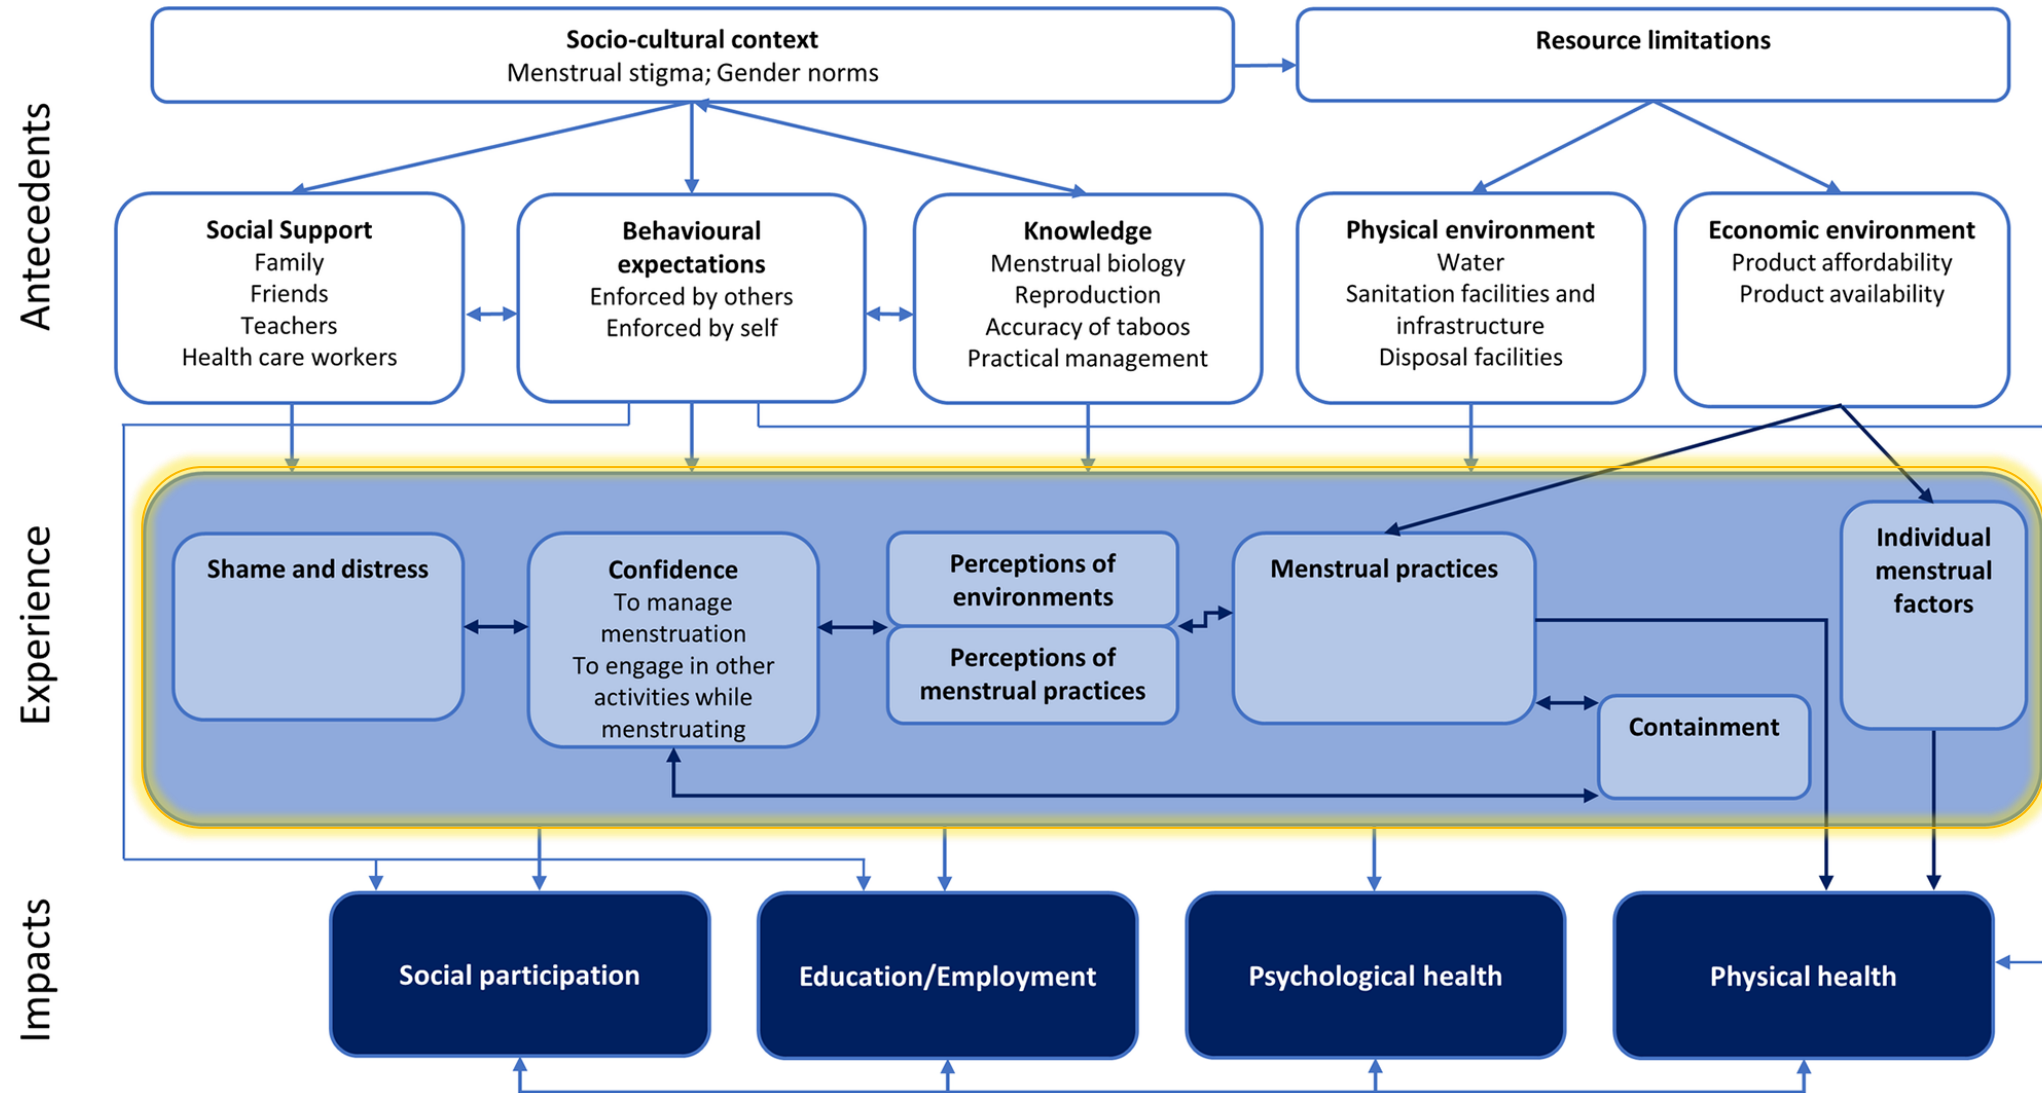 Antecedents
Socio-cultural context
Menstrual stigma; Gender norms
Resource limitations
Social Support
Family
Friends
Teachers
Health care workers
Behavioural
expectations
Enforced by others
Enforced by self
Knowledge
Menstrual biology
Reproduction
Accuracy of taboos
Practical management
Physical environment
Water
Sanitation facilities and
infrastructure
Disposal facilities
Economic environment
Product affordability
Product availability
Experience
Shame and distress
Confidence
To manage
menstruation
To engage in other
activities while
menstruating
Perceptions of
environments
Perceptions of
menstrual practices
Menstrual practices
Containment
Individual
menstrual
factors
Impacts
Social participation
Education/Employment
Psychological health
Physical health